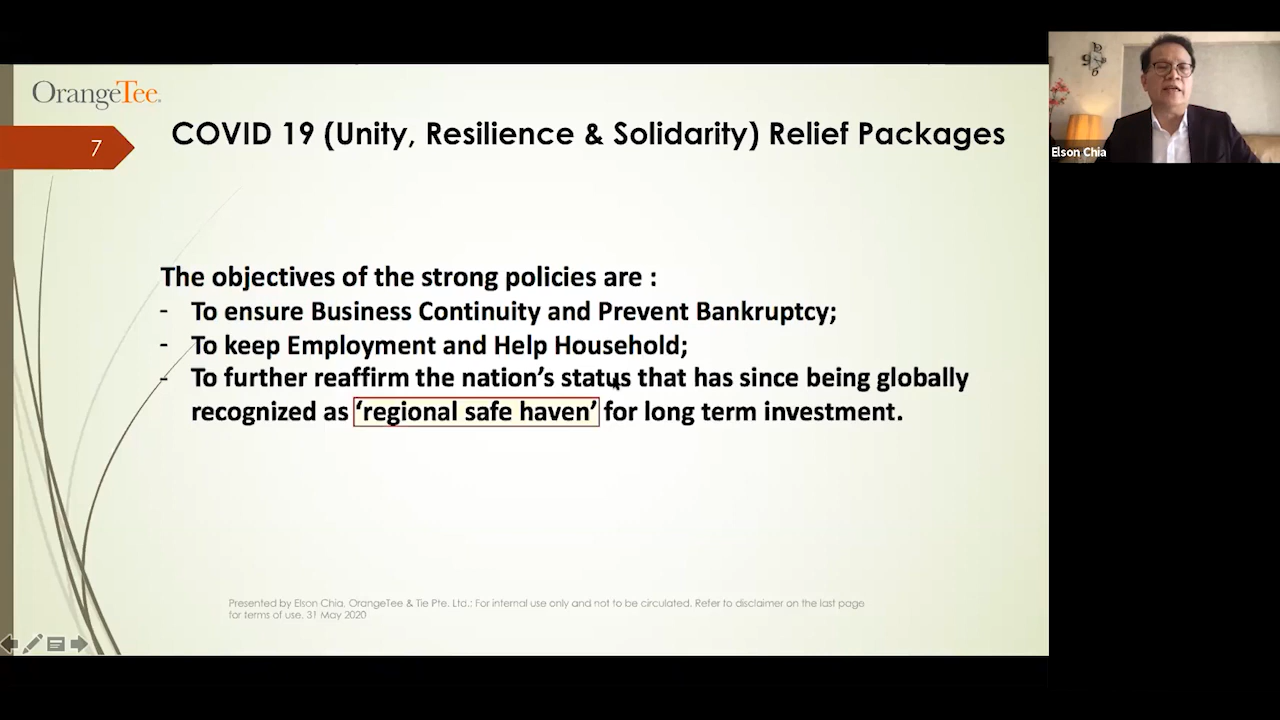 OrangeTee
7
COVID 19 (Unity, Resilience & Solidarity) Relief Packages
The objectives of the strong policies are :
- To ensure Business Continuity and Prevent Bankruptcy;
- To keep Employment and Help Household;
- To further reaffirm the nation's status that has since being globally
recognized as ‘regional safe haven’ for long term investment.
Presented by Elson Chia, OrangeTee & Tie Pte. Lta.; For internal use only and not to be circulated. Refer to disclaimer on the last page
for terms of use. 31 May 2020
Elson Chia